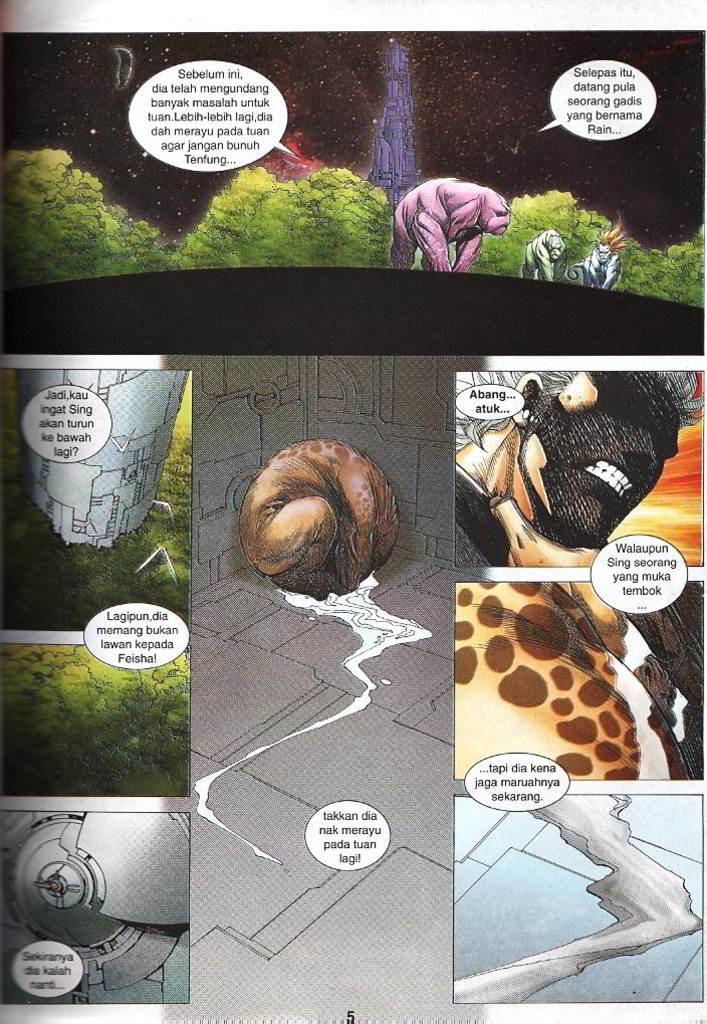 Sebelum ini,
dia telah mengundang
banyak masalah untuk
tuan.Lebih-lebih lagi,dia
dah merayu pada tuan
agar jangan bunuh
Tenfung...
Selepas itu,
datang pula
seorang gadis
yang bernama
Rain...
Jadi,kau
ingat Sing
akan turun
ke bawah
lagi?
Lagipun,dia
memang bukan
lawan kepada
Feisha!
Sekiranya
dia kalah
nanti...
takkan dia
nak merayu
pada tuan
lagi!
Abang...
atuk...
Walaupun
Sing seorang
yang muka
tembok
...
...tapi dia kena
jaga maruahnya
sekarang.
5